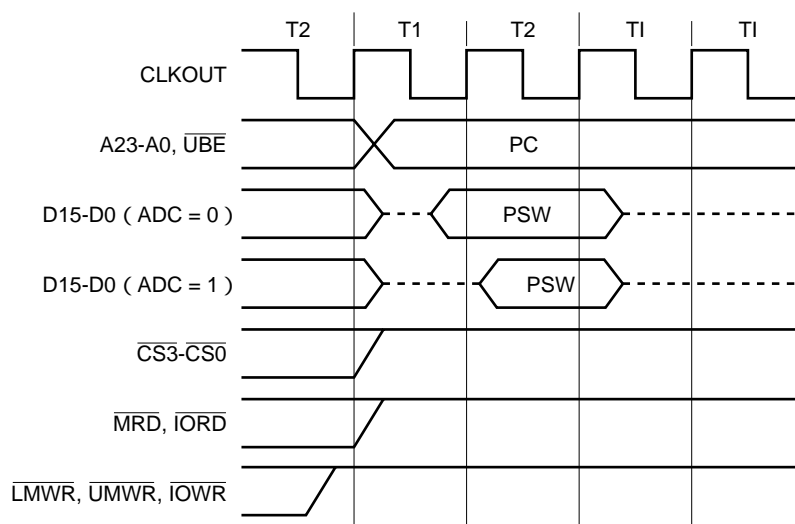 T2 T1 T2 TI TI
CLKOUT
A23-A0, UBE
PC
D15-D0 ( ADC = 0 )
PSW
D15-D0 ( ADC = 1 )
PSW
CS3-CS0
MRD, IORD
LMWR, UMWR, IOWR